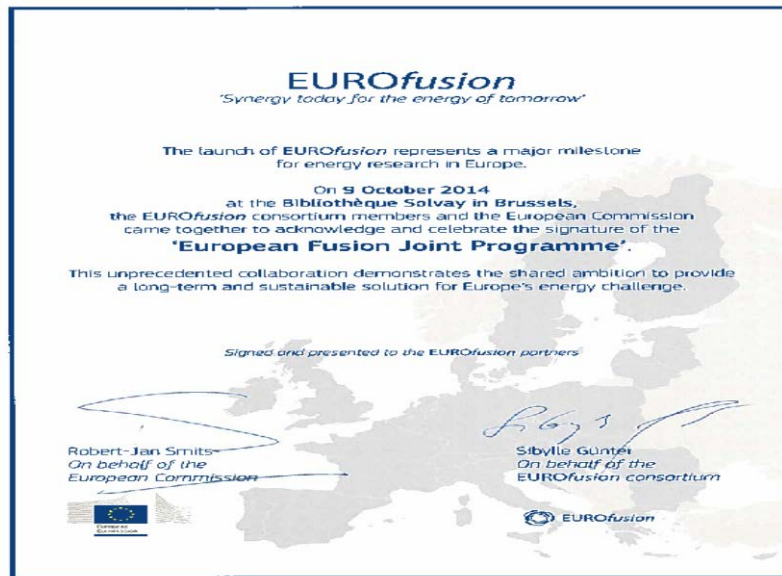 EUROfusion
'Synergy today for the energy of tomorrow'
The launch of EUROfusion represents a major milestone
for energy research in Europe.
On 9 October 2014
at the Bibliothèque Solvay in Brussels,
the EUROfusion consortium members and the European Commission
came together to acknowledge and celebrate the signature of the
'European Fusion Joint Programme'.
This unprecedented collaboration demonstrates the shared ambition to provide
a long-term and sustainable solution for Europe's energy challenge.
Signed and presented to the EUROfusion partners
Robert-Jan Smits
On behalf of the
European Commission
Sibylle Günter
On behalf of the
EUROfusion consortium
European
Commission
EUROfusion